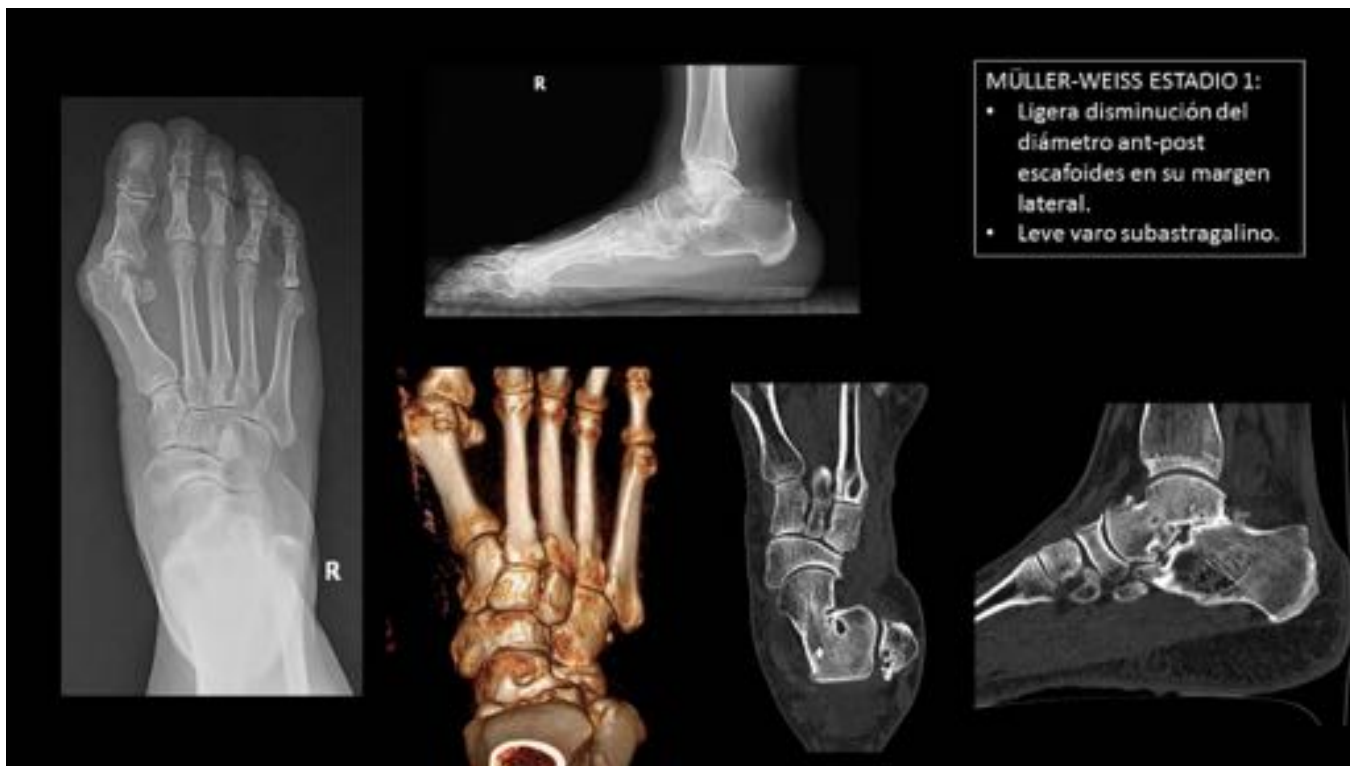 R
MÜLLER-WEISS ESTADIO 1:
• Ligera disminución del
diámetro ant-post
escafoides en su margen
lateral.
• Leve varo subastragalino.
R